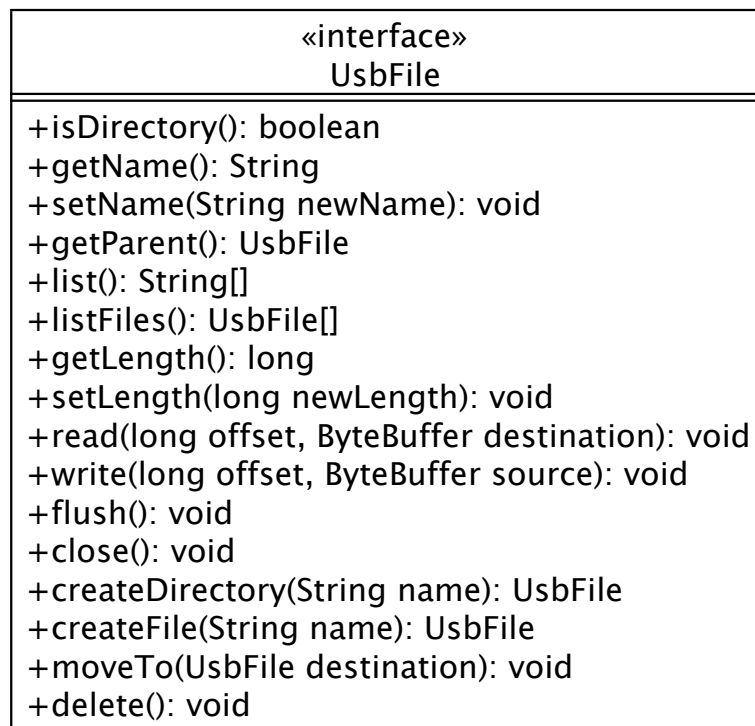 «interface»
UsbFile
+isDirectory(): boolean
+getName(): String
+setName(String newName): void
+getParent(): UsbFile
+list(): String[]
+listFiles(): UsbFile[]
+getLength(): long
+setLength(long newLength): void
+read(long offset, ByteBuffer destination): void
+write(long offset, ByteBuffer source): void
+flush(): void
+close(): void
+createDirectory(String name): UsbFile
+createFile(String name): UsbFile
+moveTo(UsbFile destination): void
+delete(): void